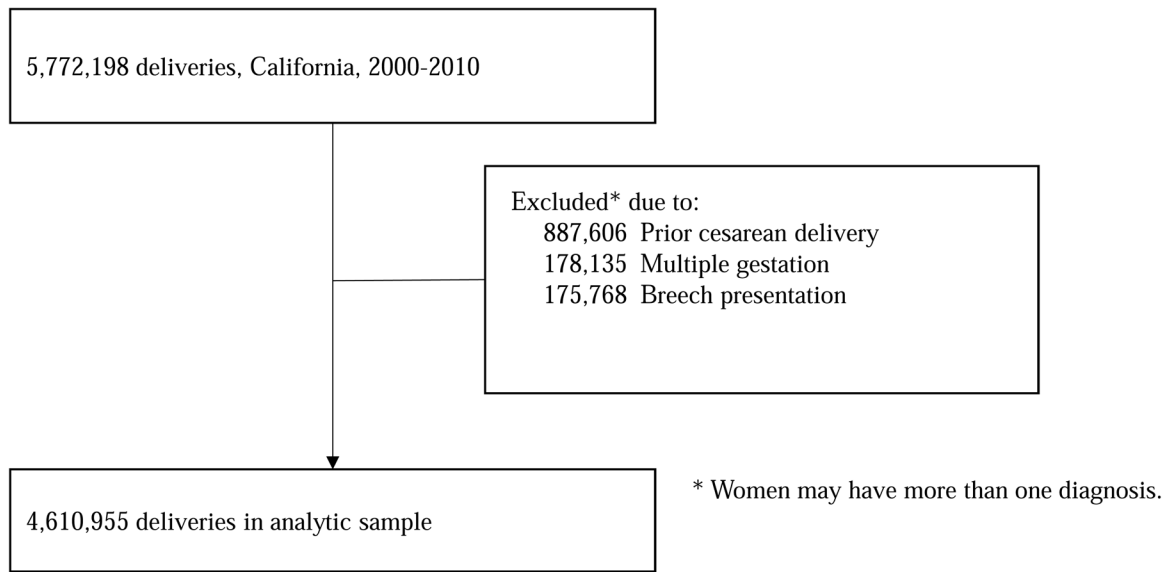 5,772,198 deliveries, California, 2000-2010
Excluded* due to:
887,606 Prior cesarean delivery
178,135 Multiple gestation
175,768 Breech presentation
* Women may have more than one diagnosis.
4,610,955 deliveries in analytic sample